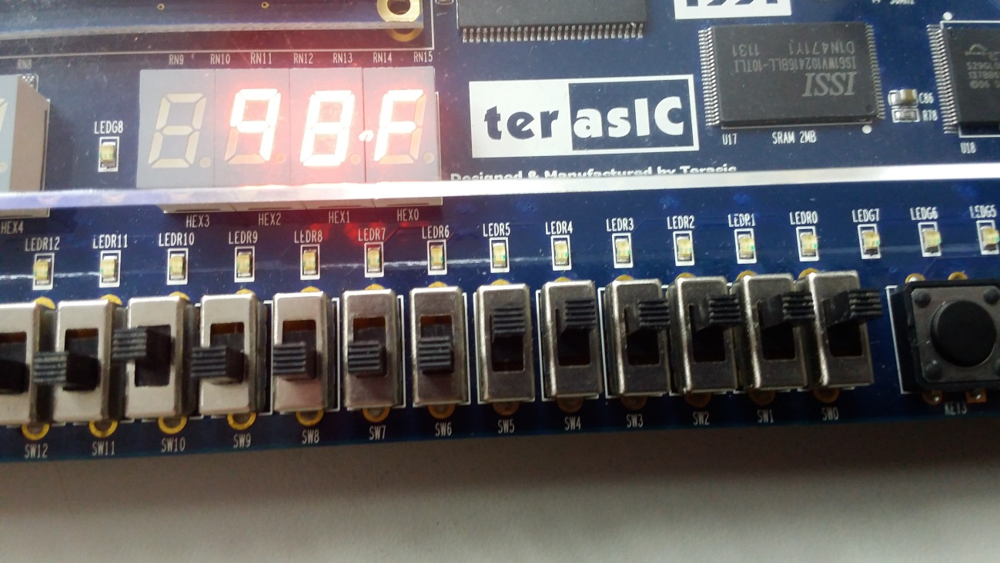 RN8 RN9 RN10 RN11 RN12 RN13 RN14 RN15
LEDG8
98 F
terasIC
Designed & Manufactured by Terasic
ISSI
IS61WV102416BLL-10TLI
D1N471Y1 1131
U17 SRAM 2MB
C86
R78
U18
HEX4 HEX3 HEX2 HEX1 HEX0
LEDR12 LEDR11 LEDR10 LEDR9 LEDR8 LEDR7 LEDR6 LEDR5 LEDR4 LEDR3 LEDR2 LEDR1 LEDR0 LEDG7 LEDG6 LEDG5
SW12 SW11 SW10 SW9 SW8 SW7 SW6 SW5 SW4 SW3 SW2 SW1 SW0 KEY3